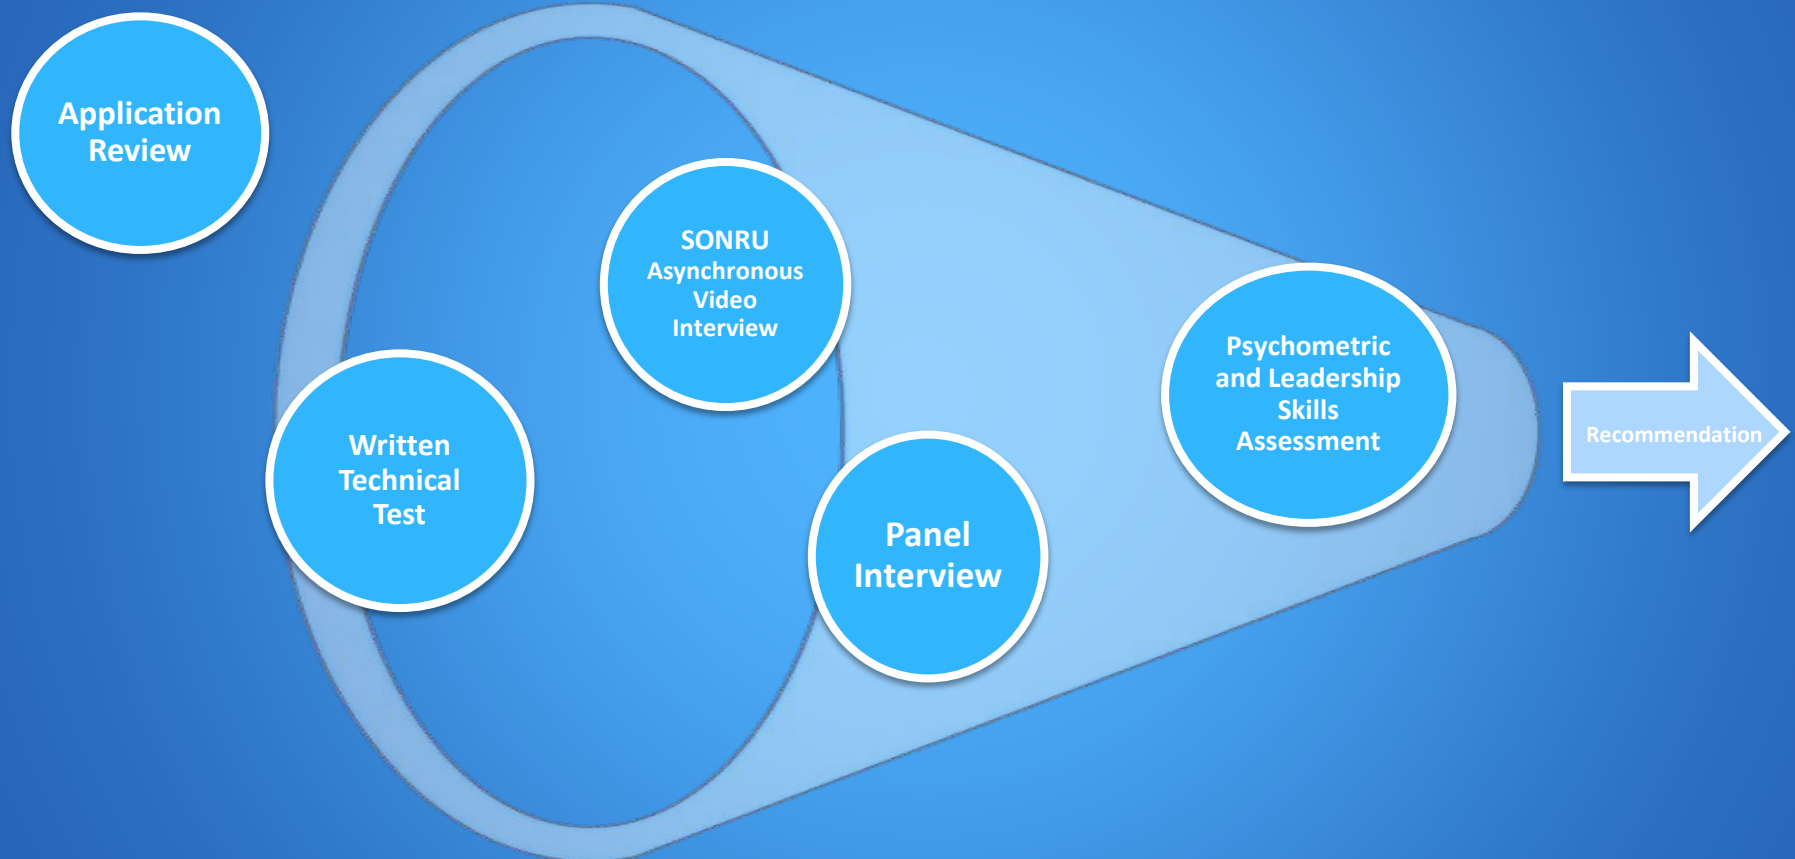 Application
Review
SONRU
Asynchronous
Video
Interview
Written
Technical
Test
Panel
Interview
Psychometric
and Leadership
Skills
Assessment
Recommendation